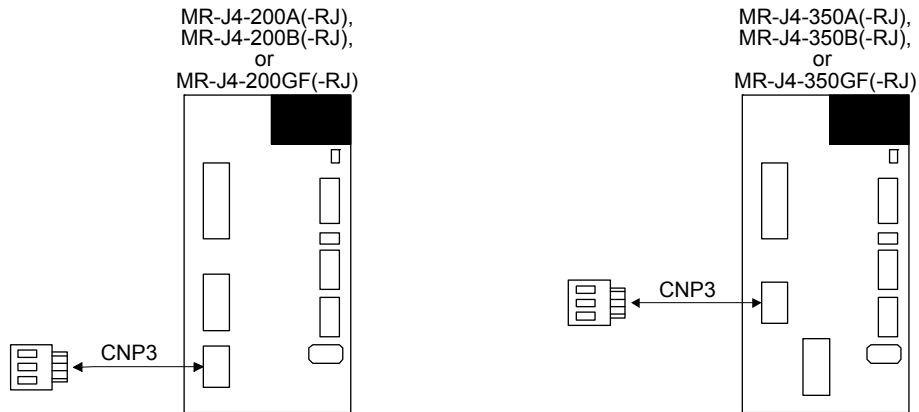 MR-J4-200A(-RJ),
MR-J4-200B(-RJ),
or
MR-J4-200GF(-RJ)
CNP3
MR-J4-350A(-RJ),
MR-J4-350B(-RJ),
or
MR-J4-350GF(-RJ)
CNP3